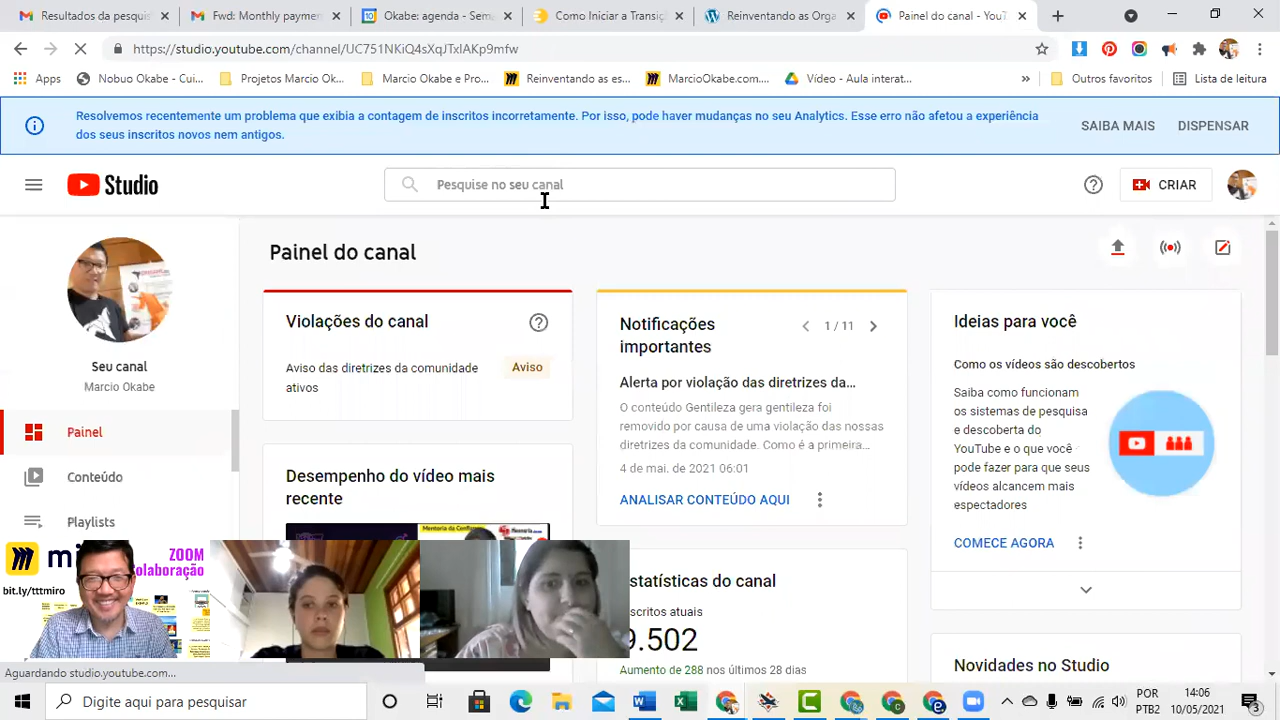 Resultados da pesquis
Fwd: Monthly paymen
Okabe: agenda - Sem
Como Iniciar a Transiç
Reinventando as Orga
Painel do canal - YouT
https://studio.youtube.com/channel/UC751NKiQ4sXqJTxlAKp9mfw
Apps
Nobuo Okabe - Cui...
Projetos Marcio Ok...
Marcio Okabe e Pro...
Reinventando as es...
MarcioOkabe.com....
Vídeo - Aula interat...
»
Outros favoritos
Lista de leitura
Resolvemos recentemente um problema que exibia a contagem de inscritos incorretamente. Por isso, pode haver mudanças no seu Analytics. Esse erro não afetou a experiência
dos seus inscritos novos nem antigos.
SAIBA MAIS
DISPENSAR
Studio
Pesquise no seu canal
CRIAR
Seu canal
Marcio Okabe
Painel
Conteúdo
Playlists
Painel do canal
Violações do canal
Aviso das diretrizes da comunidade
ativos
Aviso
Desempenho do vídeo mais
recente
Mentoria da Confian
Notificações
importantes
1 / 11
Alerta por violação das diretrizes da...
O conteúdo Gentileza gera gentileza foi
removido por causa de uma violação das nossas
diretrizes da comunidade. Como é a primeira...
4 de mai. de 2021 06:01
ANALISAR CONTEÚDO AQUI
statísticas do canal
scritos atuais
9.502
Aumento de 288 nos últimos 28 dias
Ideias para você
Como os vídeos são descobertos
Saiba como funcionam
os sistemas de pesquisa
e descoberta do
YouTube e o que você
pode fazer para que seus
vídeos alcancem mais
espectadores
COMECE AGORA
Novidades no Studio
mi
ZOOM
olaboração
bit.ly/tttmiro
Aguardando studio.youtube.com...
Digite aqui para pesquisar
POR
PTB2
14:06
10/05/2021
3